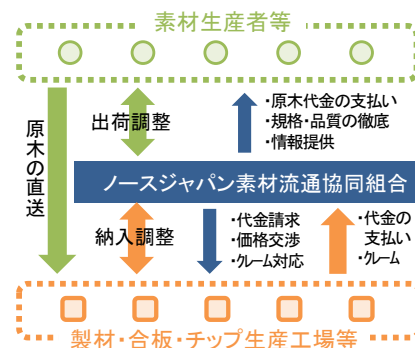 素材生産者等
原木の直送
出荷調整
・原木代金の支払い
・規格・品質の徹底
・情報提供
ノースジャパン素材流通協同組合
納入調整
・代金請求
・価格交渉
・クレーム対応
・代金の
支払い
・クレーム
製材・合板・チップ生産工場等